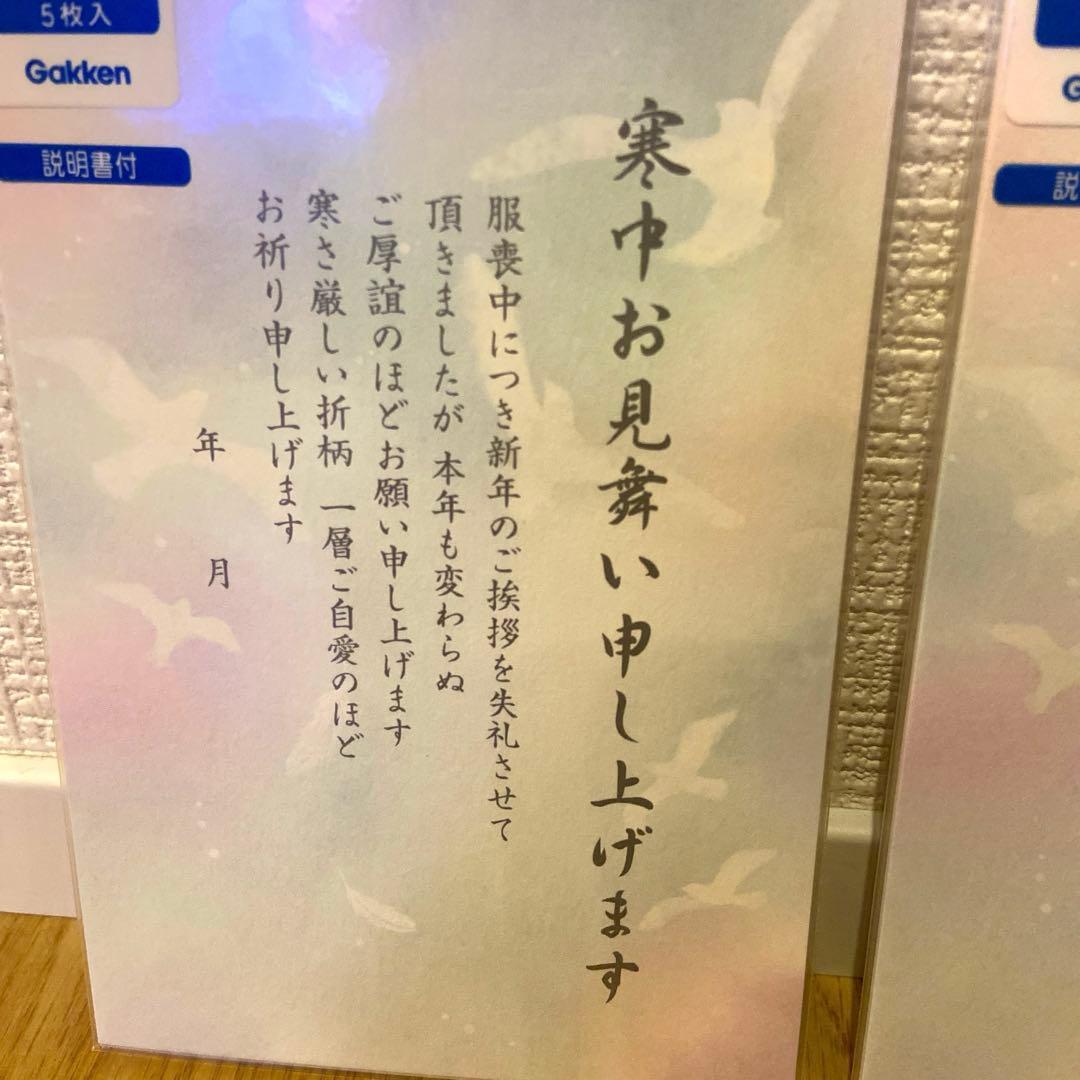 5枚入
Gakken
説明書付
寒中お見舞い申し上げます
服喪中につき新年のご挨拶を失礼させて
頂きましたが 本年も変わらぬ
ご厚誼のほどお願い申し上げます
寒さ厳しい折柄 一層ご自愛のほど
お祈り申し上げます
年 月
G
説